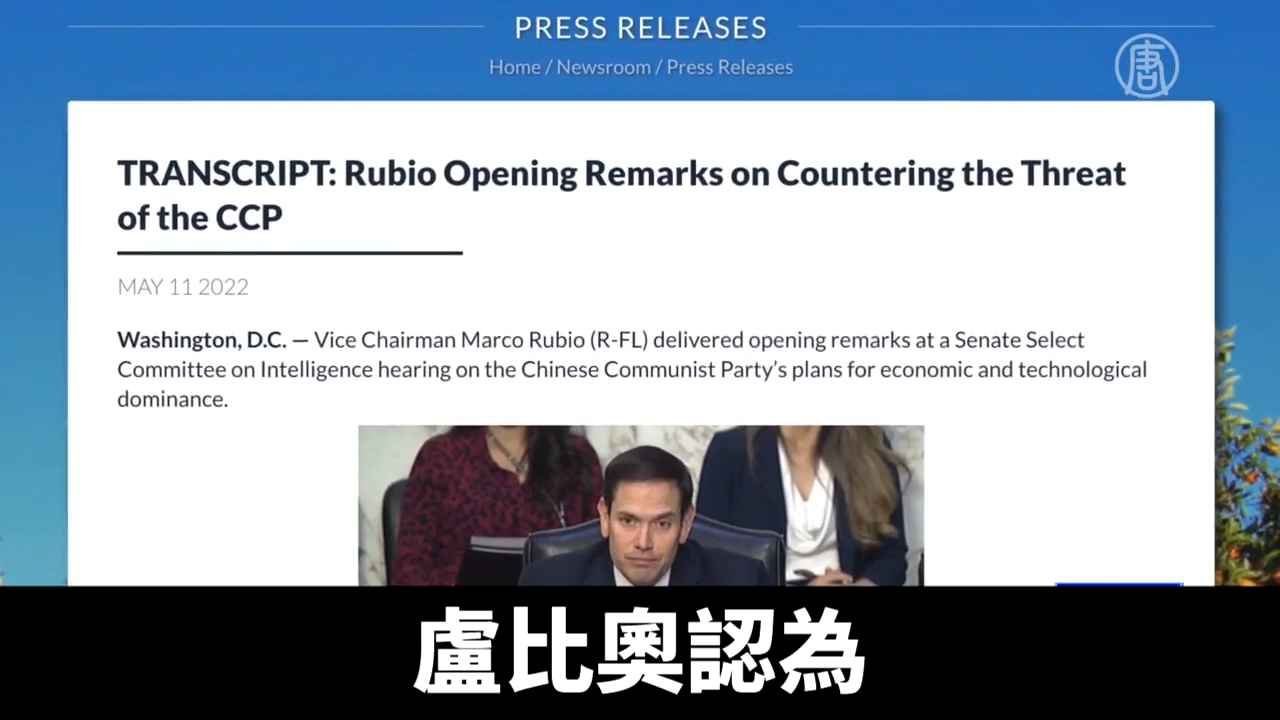 PRESS RELEASES
Home / Newsroom / Press Releases
唐
TRANSCRIPT: Rubio Opening Remarks on Countering the Threat
of the CCP
MAY 11 2022
Washington, D.C. — Vice Chairman Marco Rubio (R-FL) delivered opening remarks at a Senate Select
Committee on Intelligence hearing on the Chinese Communist Party’s plans for economic and technological
dominance.
盧比奧認為